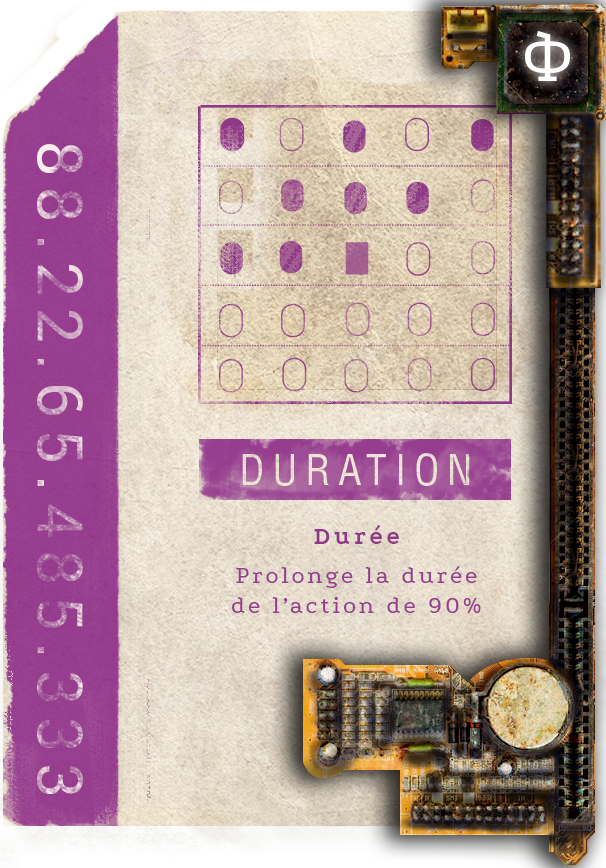 Φ
88.22.65.485.333
DURATION
Durée
Prolonge la durée
de l'action de 90%